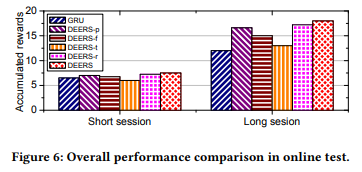 Accumulated rewards
20
15
10
5
0
GRU
DEERS-p
DEERS-f
DEERS-t
DEERS-r
DEERS
Short session
Long sesion
Figure 6: Overall performance comparison in online test.